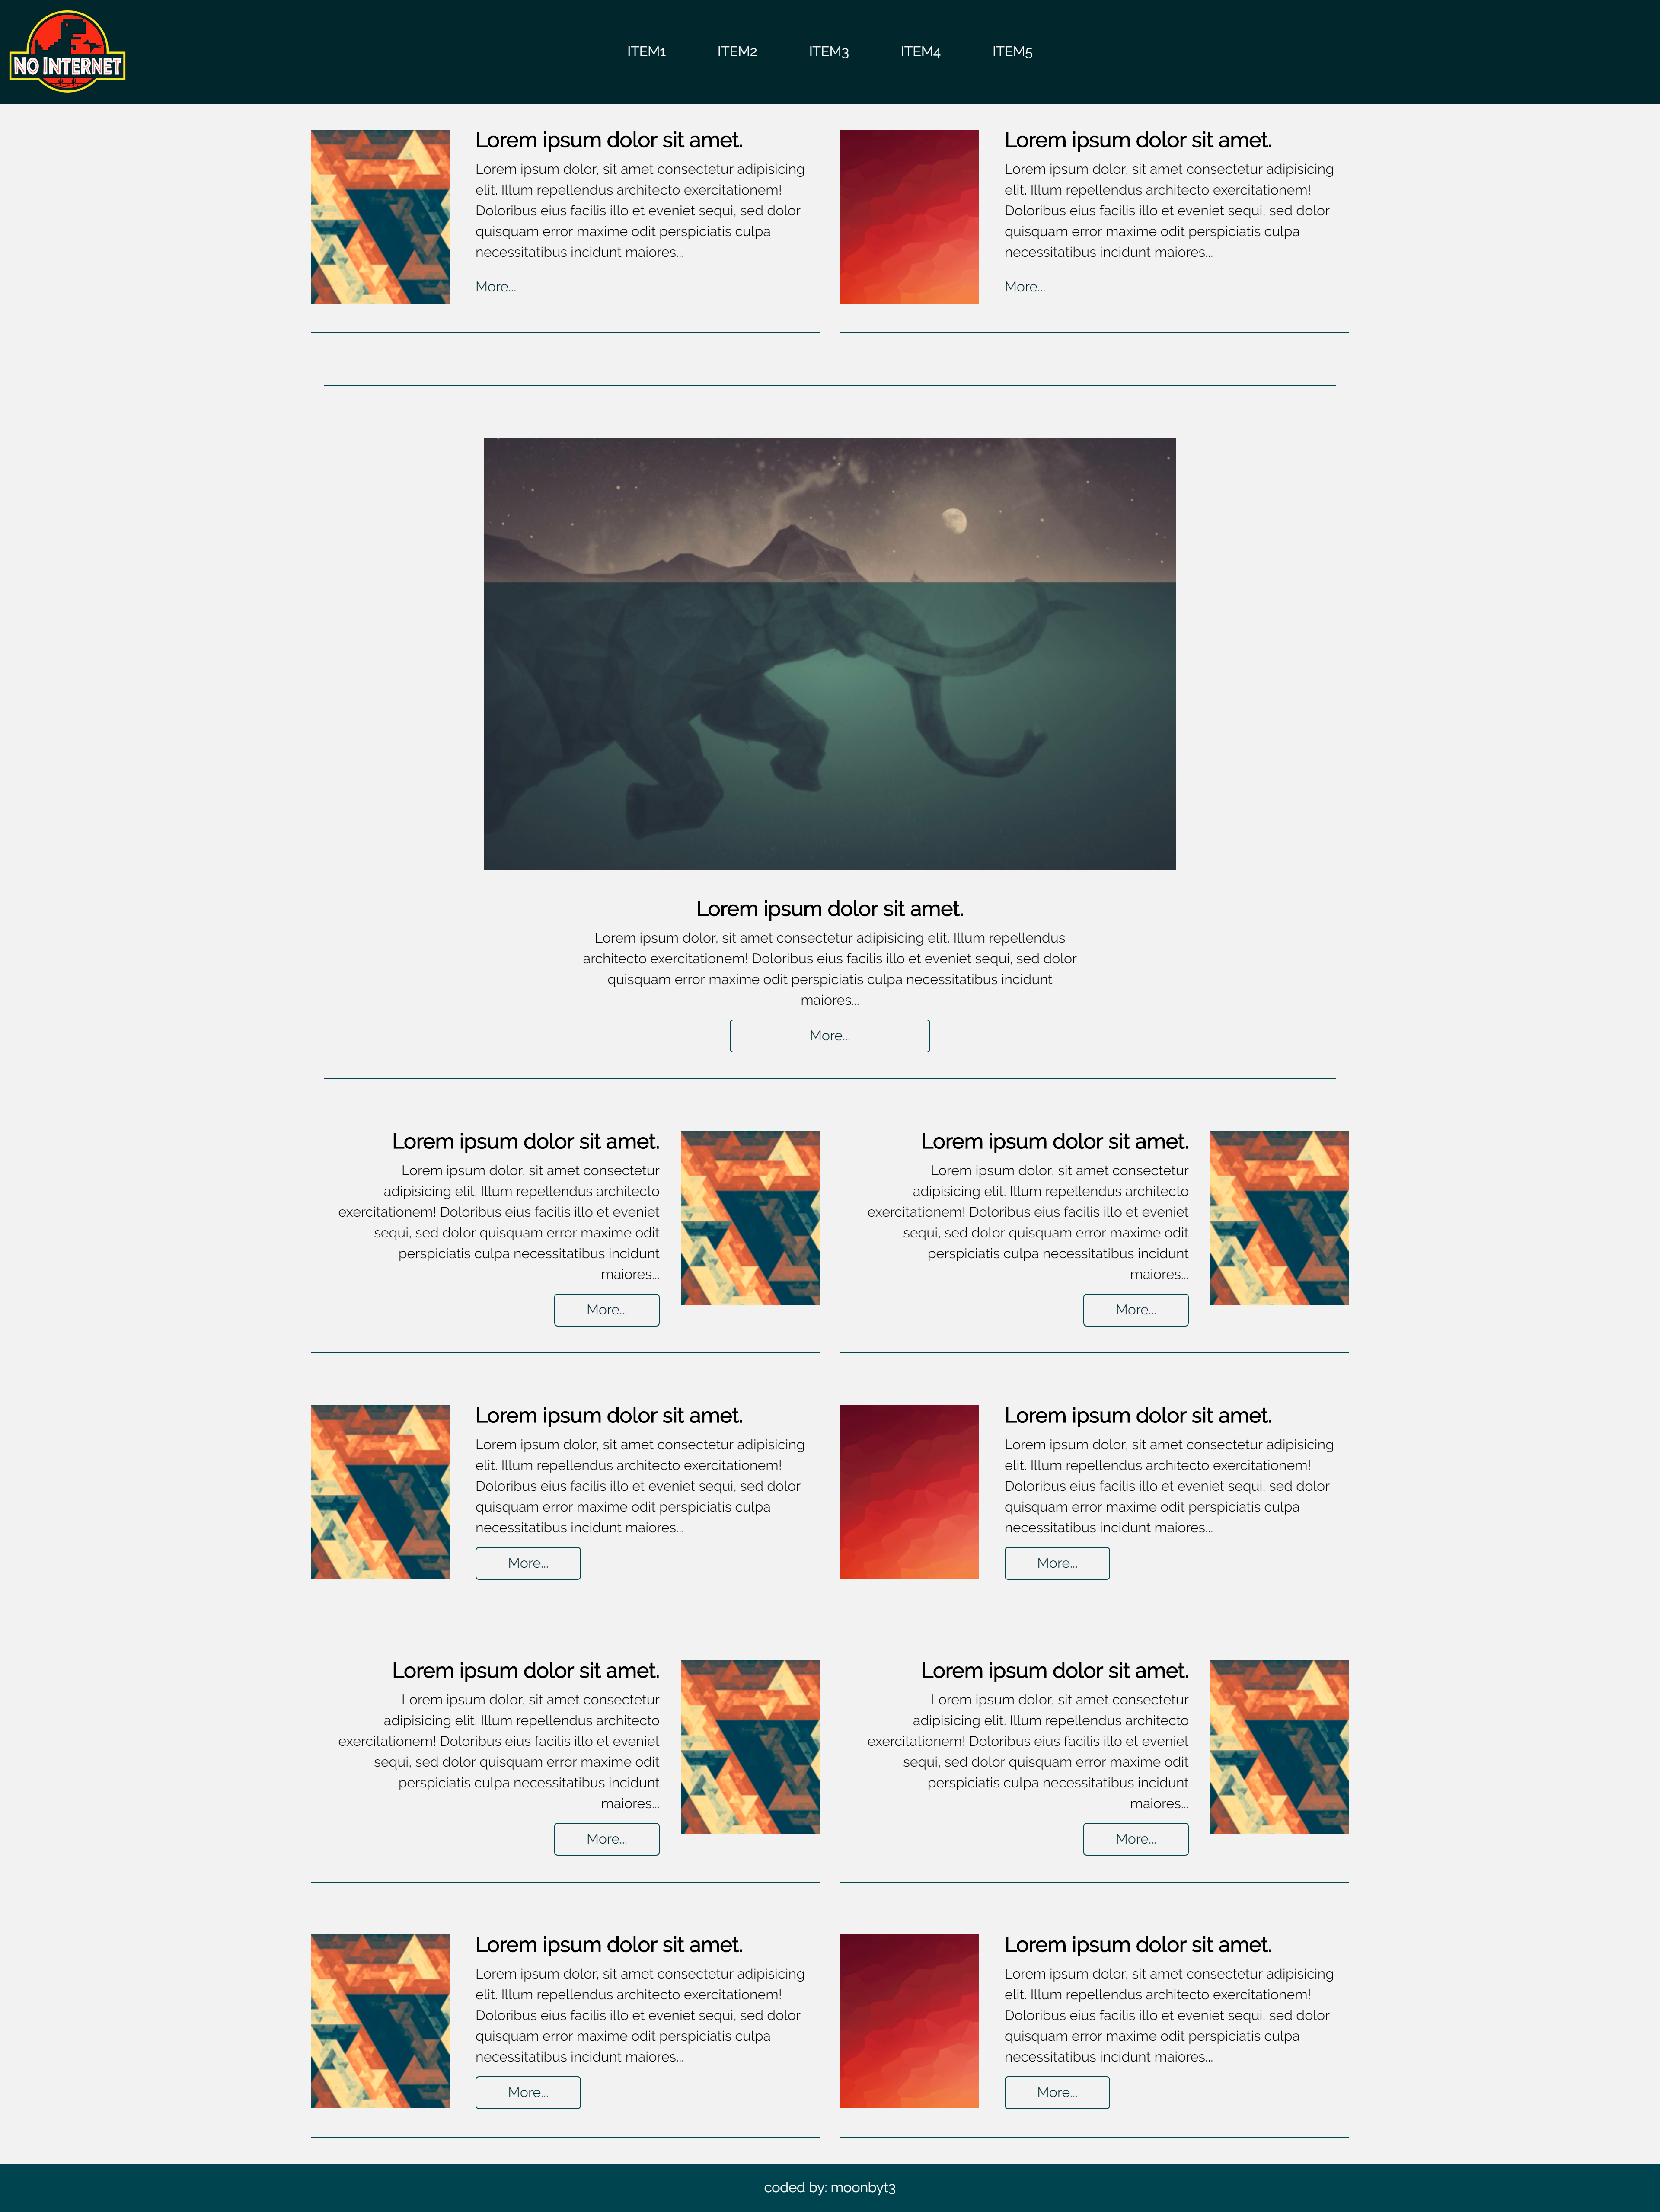 NO INTERNET
ITEM1 ITEM2 ITEM3 ITEM4 ITEM5
Lorem ipsum dolor sit amet.
Lorem ipsum dolor, sit amet consectetur adipisicing
elit. Illum repellendus architecto exercitationem!
Doloribus eius facilis illo et eveniet sequi, sed dolor
quisquam error maxime odit perspiciatis culpa
necessitatibus incidunt maiores...
More...
Lorem ipsum dolor sit amet.
Lorem ipsum dolor, sit amet consectetur adipisicing
elit. Illum repellendus architecto exercitationem!
Doloribus eius facilis illo et eveniet sequi, sed dolor
quisquam error maxime odit perspiciatis culpa
necessitatibus incidunt maiores...
More...
Lorem ipsum dolor sit amet.
Lorem ipsum dolor, sit amet consectetur adipisicing elit. Illum repellendus
architecto exercitationem! Doloribus eius facilis illo et eveniet sequi, sed dolor
quisquam error maxime odit perspiciatis culpa necessitatibus incidunt
maiores...
More...
Lorem ipsum dolor sit amet.
Lorem ipsum dolor, sit amet consectetur
adipisicing elit. Illum repellendus architecto
exercitationem! Doloribus eius facilis illo et eveniet
sequi, sed dolor quisquam error maxime odit
perspiciatis culpa necessitatibus incidunt
maiores...
More...
Lorem ipsum dolor sit amet.
Lorem ipsum dolor, sit amet consectetur
adipisicing elit. Illum repellendus architecto
exercitationem! Doloribus eius facilis illo et eveniet
sequi, sed dolor quisquam error maxime odit
perspiciatis culpa necessitatibus incidunt
maiores...
More...
Lorem ipsum dolor sit amet.
Lorem ipsum dolor, sit amet consectetur adipisicing
elit. Illum repellendus architecto exercitationem!
Doloribus eius facilis illo et eveniet sequi, sed dolor
quisquam error maxime odit perspiciatis culpa
necessitatibus incidunt maiores...
More...
Lorem ipsum dolor sit amet.
Lorem ipsum dolor, sit amet consectetur adipisicing
elit. Illum repellendus architecto exercitationem!
Doloribus eius facilis illo et eveniet sequi, sed dolor
quisquam error maxime odit perspiciatis culpa
necessitatibus incidunt maiores...
More...
Lorem ipsum dolor sit amet.
Lorem ipsum dolor, sit amet consectetur
adipisicing elit. Illum repellendus architecto
exercitationem! Doloribus eius facilis illo et eveniet
sequi, sed dolor quisquam error maxime odit
perspiciatis culpa necessitatibus incidunt
maiores...
More...
Lorem ipsum dolor sit amet.
Lorem ipsum dolor, sit amet consectetur
adipisicing elit. Illum repellendus architecto
exercitationem! Doloribus eius facilis illo et eveniet
sequi, sed dolor quisquam error maxime odit
perspiciatis culpa necessitatibus incidunt
maiores...
More...
Lorem ipsum dolor sit amet.
Lorem ipsum dolor, sit amet consectetur adipisicing
elit. Illum repellendus architecto exercitationem!
Doloribus eius facilis illo et eveniet sequi, sed dolor
quisquam error maxime odit perspiciatis culpa
necessitatibus incidunt maiores...
More...
Lorem ipsum dolor sit amet.
Lorem ipsum dolor, sit amet consectetur adipisicing
elit. Illum repellendus architecto exercitationem!
Doloribus eius facilis illo et eveniet sequi, sed dolor
quisquam error maxime odit perspiciatis culpa
necessitatibus incidunt maiores...
More...
coded by: moonbyt3